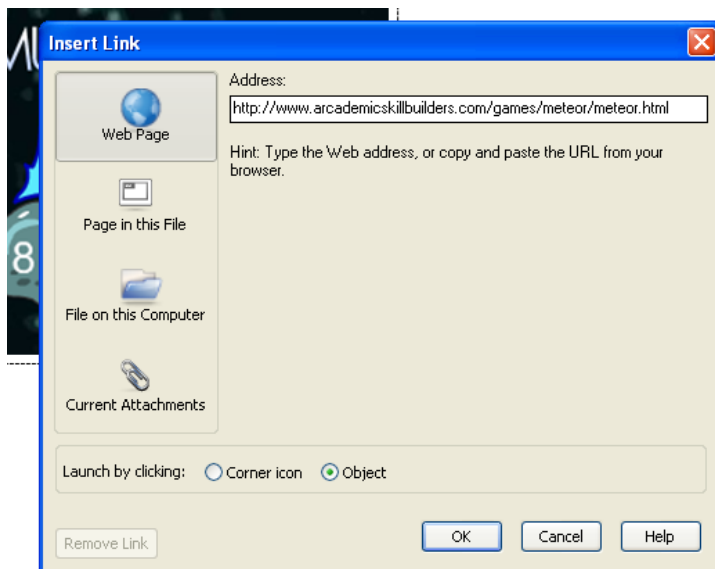 Insert Link
Address:
http://www.arcademicskillbuilders.com/games/meteor/meteor.html
Hint: Type the Web address, or copy and paste the URL from your
browser.
Web Page
Page in this File
8
File on this Computer
Current Attachments
Launch by clicking:
Corner icon
Object
Remove Link
OK
Cancel
Help